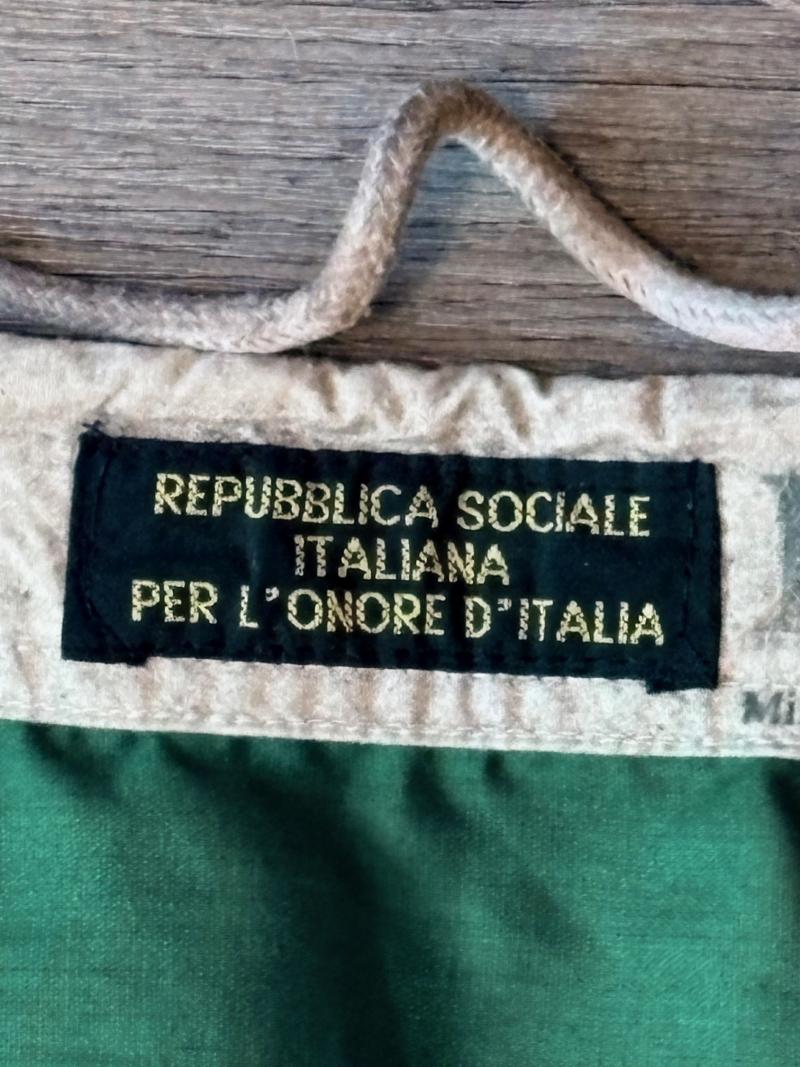 REPUBBLICA SOCIALE
ITALIANA
PER L'ONORE D'ITALIA